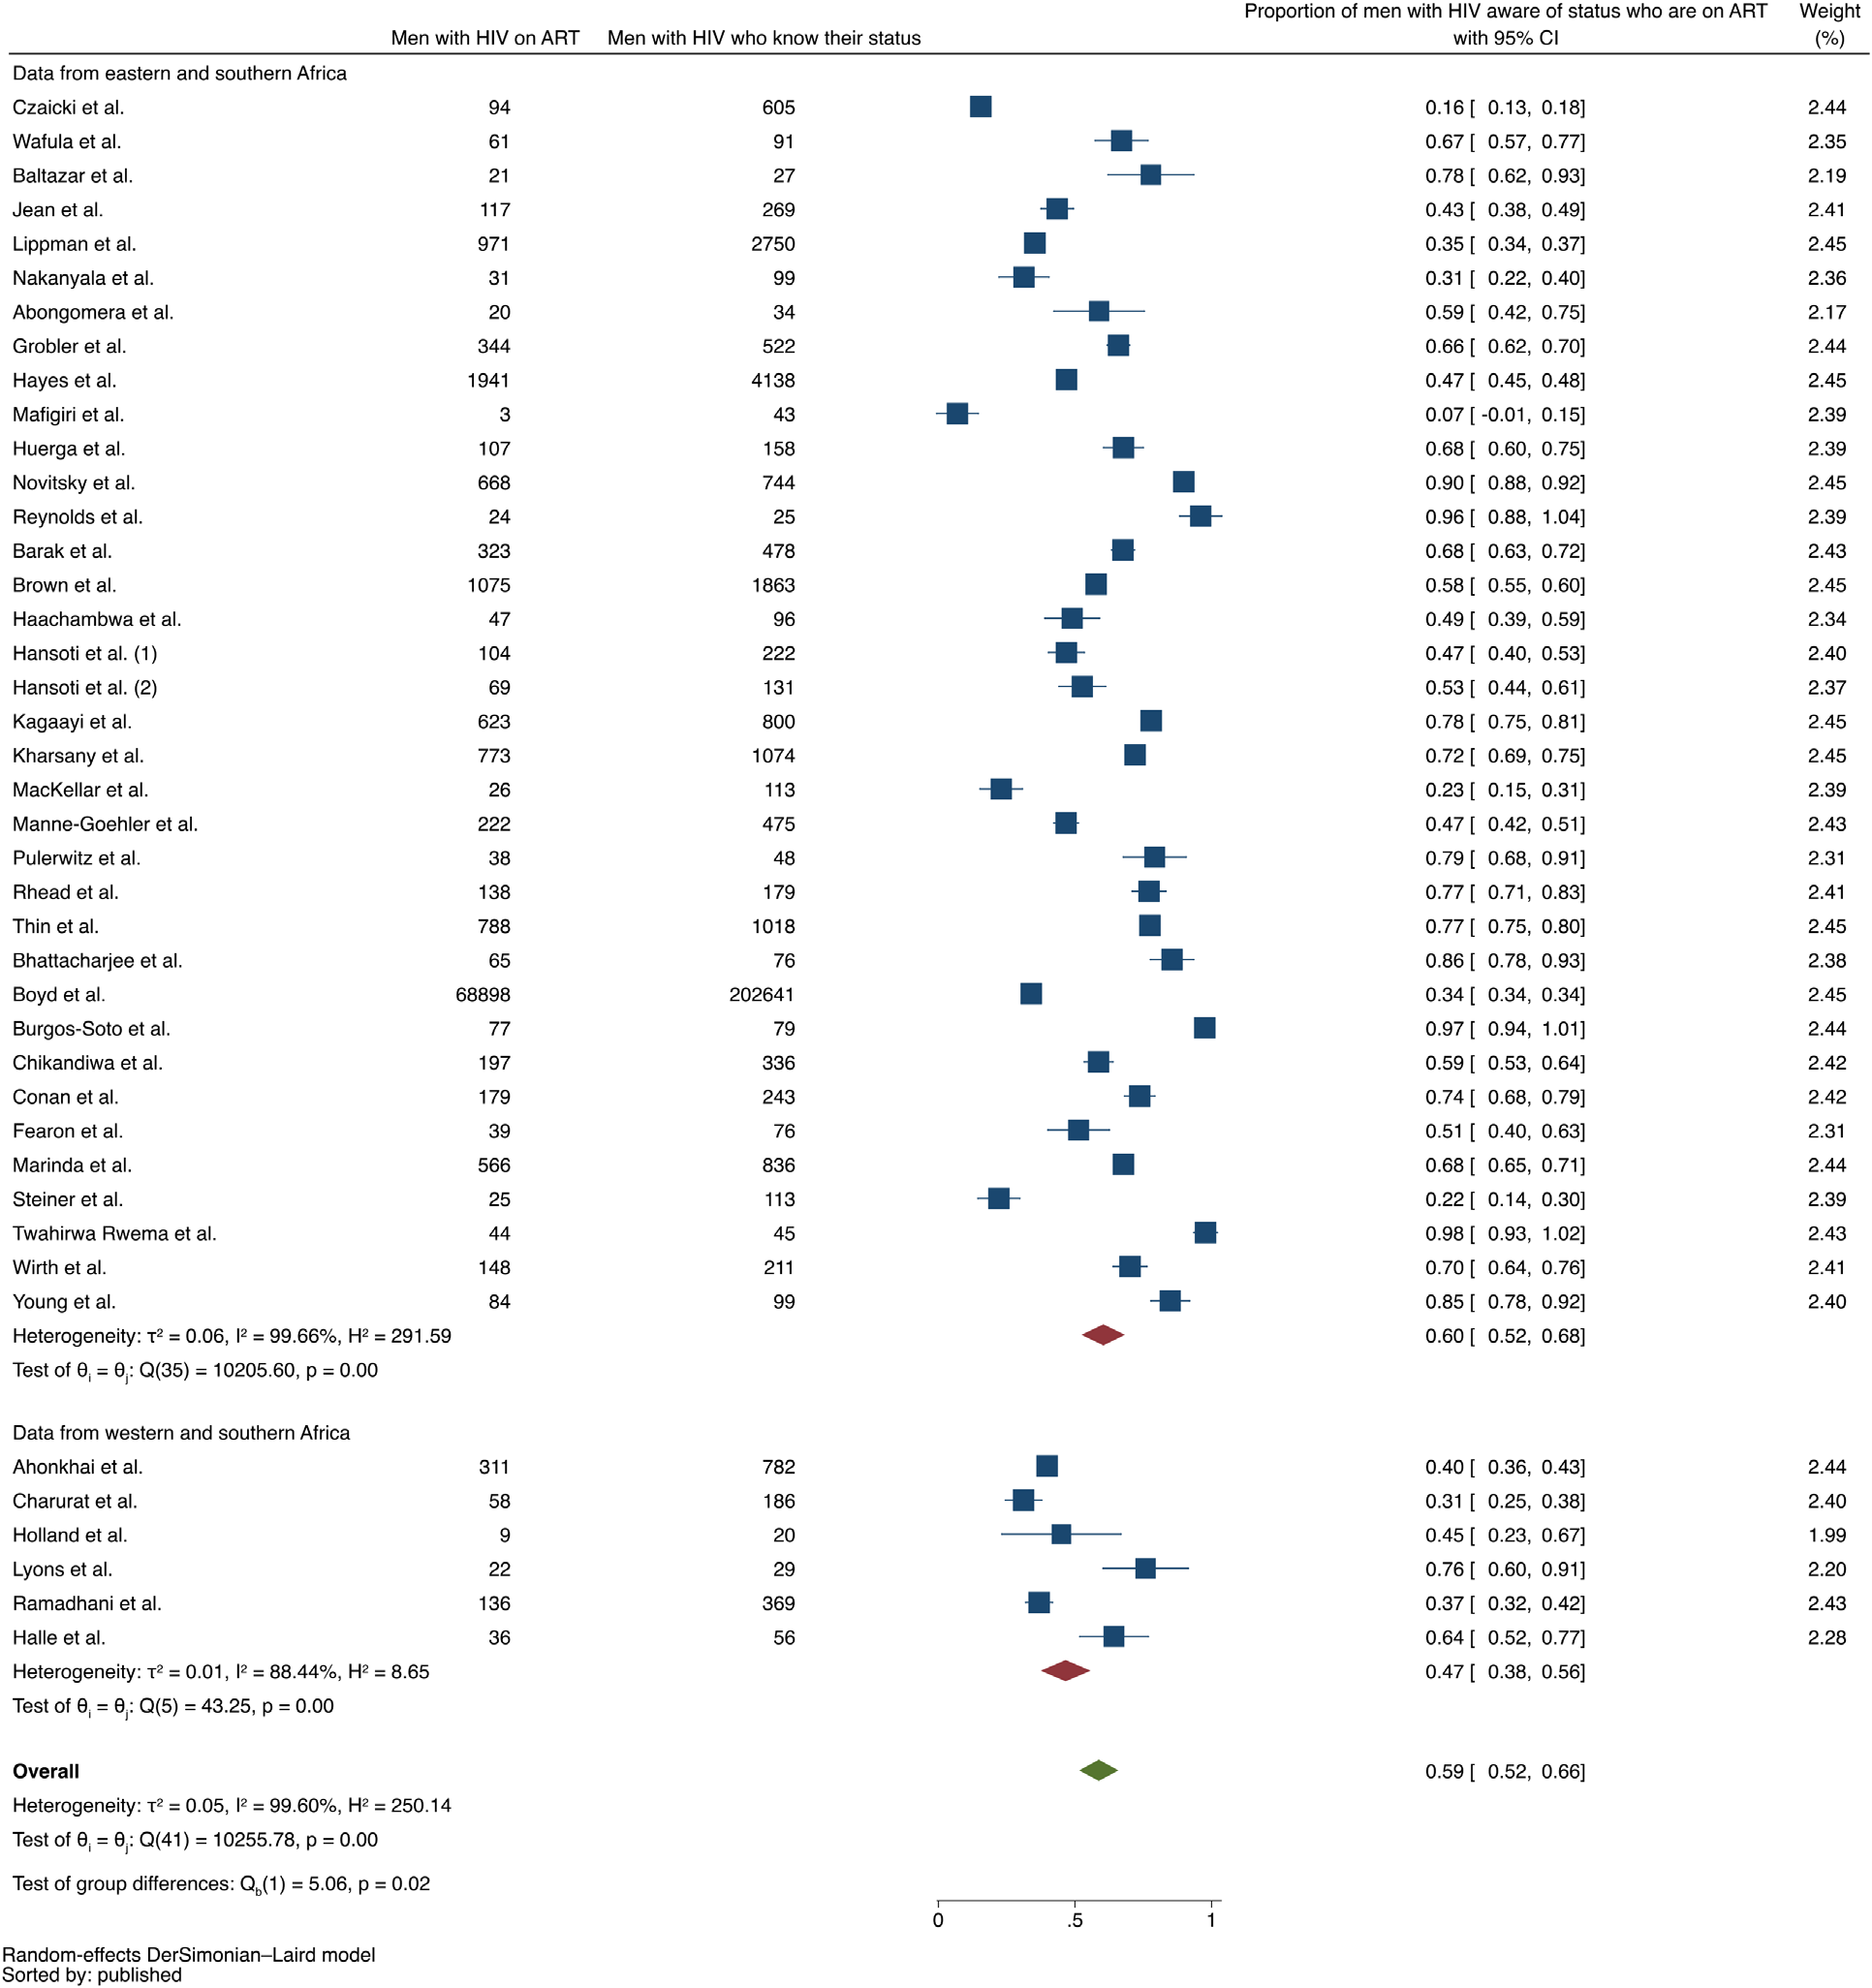 Proportion of men with HIV aware of status who are on ART Weight
Men with HIV on ART Men with HIV who know their status with 95% CI (%)
Data from eastern and southern Africa
Czaicki et al. 94 605 0.16 [ 0.13, 0.18] 2.44
Wafula et al. 61 91 0.67 [ 0.57, 0.77] 2.35
Baltazar et al. 21 27 0.78 [ 0.62, 0.93] 2.19
Jean et al. 117 269 0.43 [ 0.38, 0.49] 2.41
Lippman et al. 971 2750 0.35 [ 0.34, 0.37] 2.45
Nakanyala et al. 31 99 0.31 [ 0.22, 0.40] 2.36
Abongomera et al. 20 34 0.59 [ 0.42, 0.75] 2.17
Grobler et al. 344 522 0.66 [ 0.62, 0.70] 2.44
Hayes et al. 1941 4138 0.47 [ 0.45, 0.48] 2.45
Mafigiri et al. 3 43 0.07 [ -0.01, 0.15] 2.39
Huerga et al. 107 158 0.68 [ 0.60, 0.75] 2.39
Novitsky et al. 668 744 0.90 [ 0.88, 0.92] 2.45
Reynolds et al. 24 25 0.96 [ 0.88, 1.04] 2.39
Barak et al. 323 478 0.68 [ 0.63, 0.72] 2.43
Brown et al. 1075 1863 0.58 [ 0.55, 0.60] 2.45
Haachambwa et al. 47 96 0.49 [ 0.39, 0.59] 2.34
Hansoti et al. (1) 104 222 0.47 [ 0.40, 0.53] 2.40
Hansoti et al. (2) 69 131 0.53 [ 0.44, 0.61] 2.37
Kagaayi et al. 623 800 0.78 [ 0.75, 0.81] 2.45
Kharsany et al. 773 1074 0.72 [ 0.69, 0.75] 2.45
MacKellar et al. 26 113 0.23 [ 0.15, 0.31] 2.39
Manne-Goehler et al. 222 475 0.47 [ 0.42, 0.51] 2.43
Pulerwitz et al. 38 48 0.79 [ 0.68, 0.91] 2.31
Rhead et al. 138 179 0.77 [ 0.71, 0.83] 2.41
Thin et al. 788 1018 0.77 [ 0.75, 0.80] 2.45
Bhattacharjee et al. 65 76 0.86 [ 0.78, 0.93] 2.38
Boyd et al. 68898 202641 0.34 [ 0.34, 0.34] 2.45
Burgos-Soto et al. 77 79 0.97 [ 0.94, 1.01] 2.44
Chikandiwa et al. 197 336 0.59 [ 0.53, 0.64] 2.42
Conan et al. 179 243 0.74 [ 0.68, 0.79] 2.42
Fearon et al. 39 76 0.51 [ 0.40, 0.63] 2.31
Marinda et al. 566 836 0.68 [ 0.65, 0.71] 2.44
Steiner et al. 25 113 0.22 [ 0.14, 0.30] 2.39
Twahirwa Rwema et al. 44 45 0.98 [ 0.93, 1.02] 2.43
Wirth et al. 148 211 0.70 [ 0.64, 0.76] 2.41
Young et al. 84 99 0.85 [ 0.78, 0.92] 2.40
Heterogeneity: τ² = 0.06, I² = 99.66%, H² = 291.59 0.60 [ 0.52, 0.68]
Test of θi = θj: Q(35) = 10205.60, p = 0.00
Data from western and southern Africa
Ahonkhai et al. 311 782 0.40 [ 0.36, 0.43] 2.44
Charurat et al. 58 186 0.31 [ 0.25, 0.38] 2.40
Holland et al. 9 20 0.45 [ 0.23, 0.67] 1.99
Lyons et al. 22 29 0.76 [ 0.60, 0.91] 2.20
Ramadhani et al. 136 369 0.37 [ 0.32, 0.42] 2.43
Halle et al. 36 56 0.64 [ 0.52, 0.77] 2.28
Heterogeneity: τ² = 0.01, I² = 88.44%, H² = 8.65 0.47 [ 0.38, 0.56]
Test of θi = θj: Q(5) = 43.25, p = 0.00
Overall 0.59 [ 0.52, 0.66]
Heterogeneity: τ² = 0.05, I² = 99.60%, H² = 250.14
Test of θi = θj: Q(41) = 10255.78, p = 0.00
Test of group differences: Qb(1) = 5.06, p = 0.02
0 .5 1
Random-effects DerSimonian–Laird model
Sorted by: published